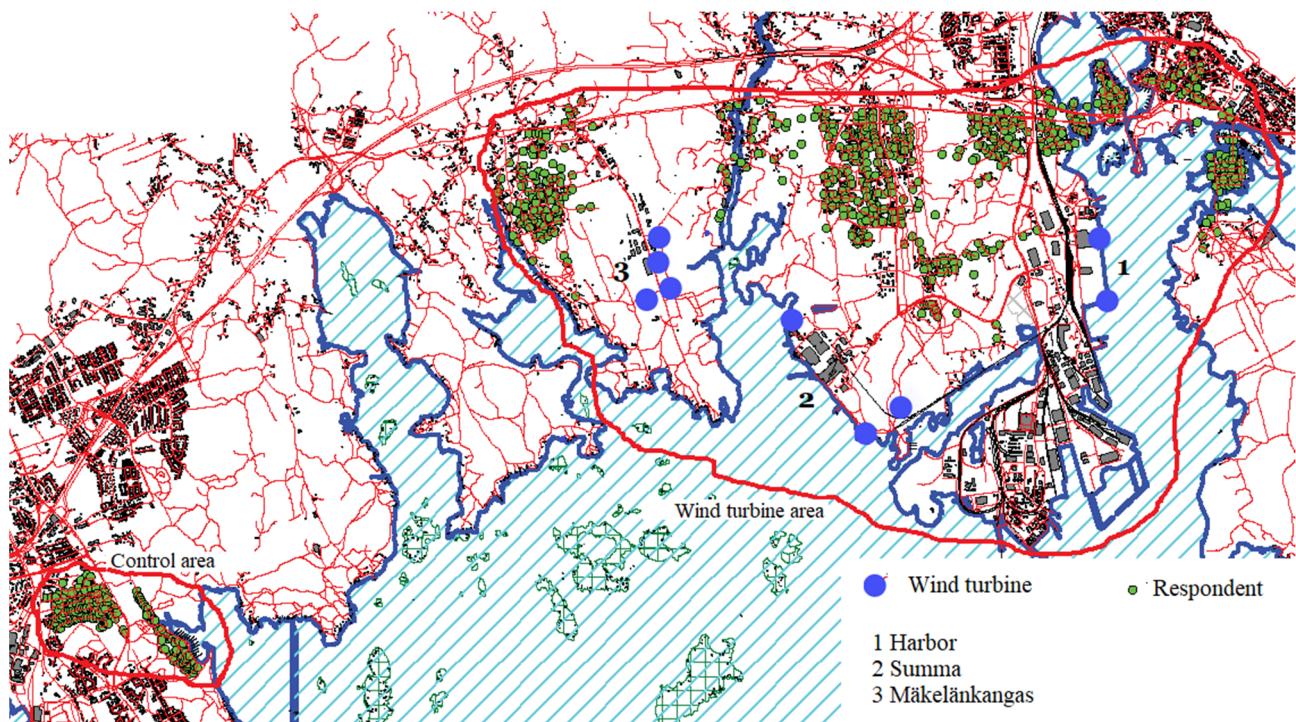 1
3
2
Wind turbine area
Control area
Wind turbine
Respondent
1 Harbor
2 Summa
3 Mäkelänkangas